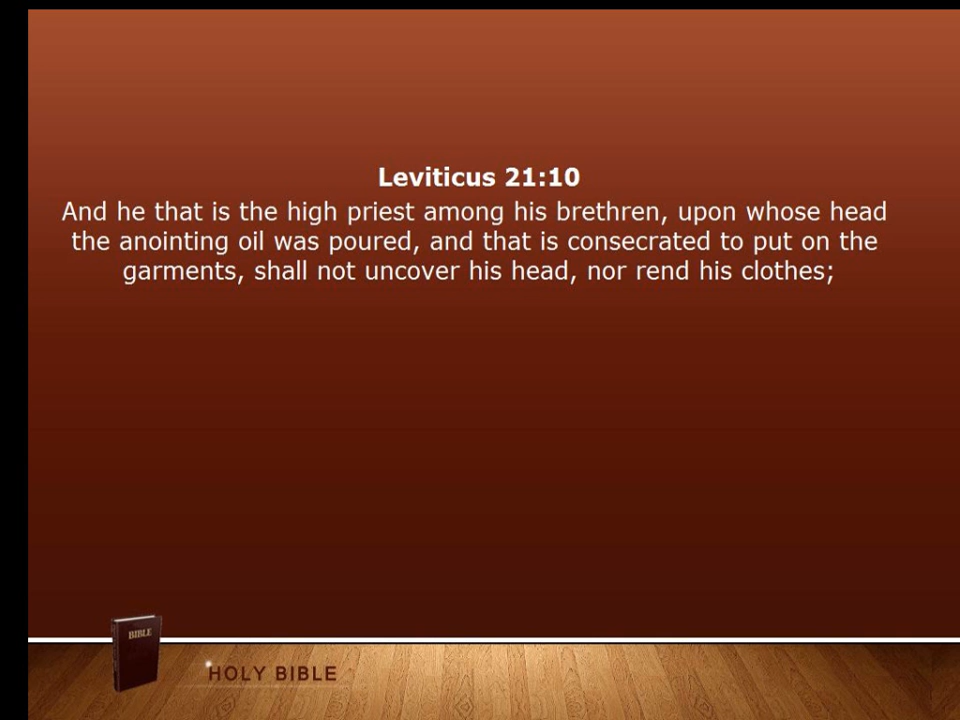 Leviticus 21:10
And he that is the high priest among his brethren, upon whose head
the anointing oil was poured, and that is consecrated to put on the
garments, shall not uncover his head, nor rend his clothes;
BIBLE
HOLY BIBLE